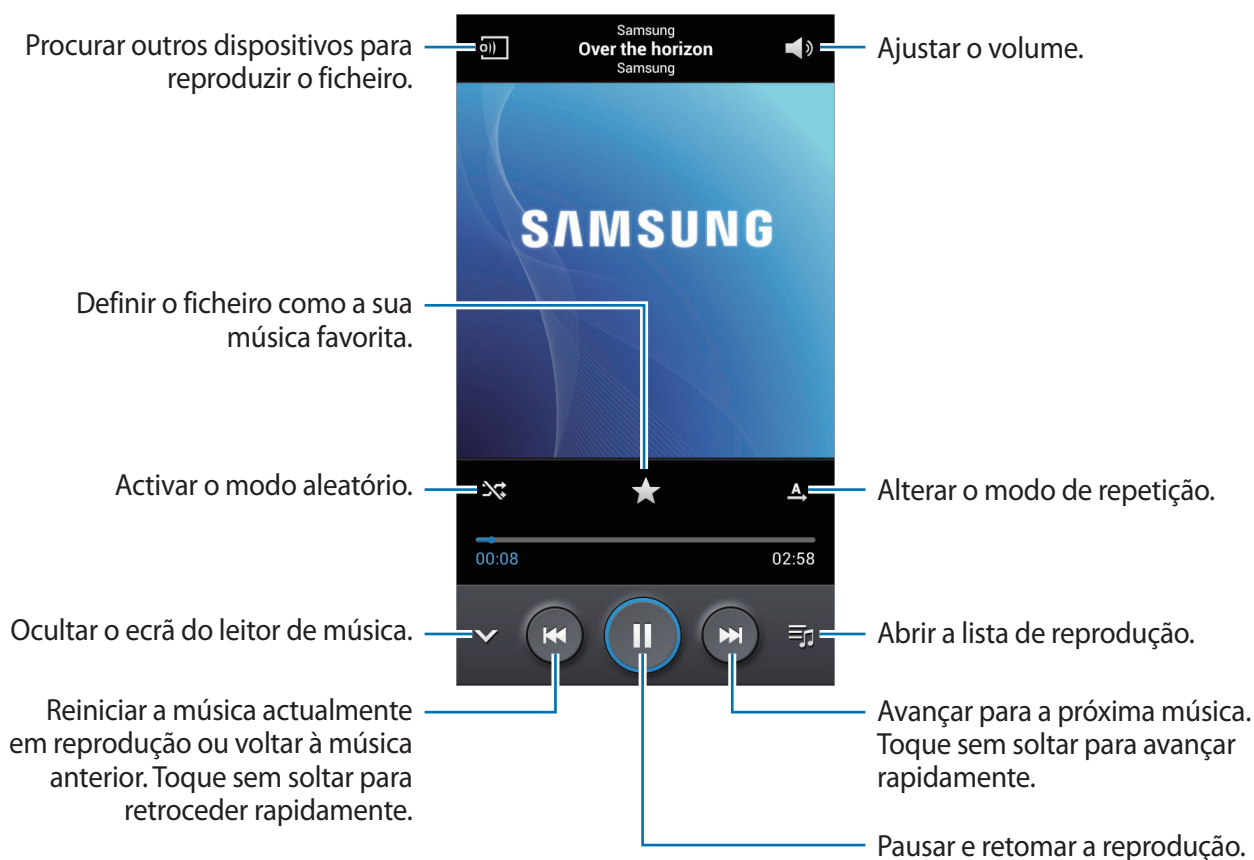 Procurar outros dispositivos para
reproduzir o ficheiro.
Samsung
Over the horizon
Samsung
Ajustar o volume.
SAMSUNG
Definir o ficheiro como a sua
música favorita.
Activar o modo aleatório.
A
Alterar o modo de repetição.
00:08
02:58
Ocultar o ecrã do leitor de música.
Abrir a lista de reprodução.
Reiniciar a música actualmente
em reprodução ou voltar à música
anterior. Toque sem soltar para
retroceder rapidamente.
Avançar para a próxima música.
Toque sem soltar para avançar
rapidamente.
Pausar e retomar a reprodução.